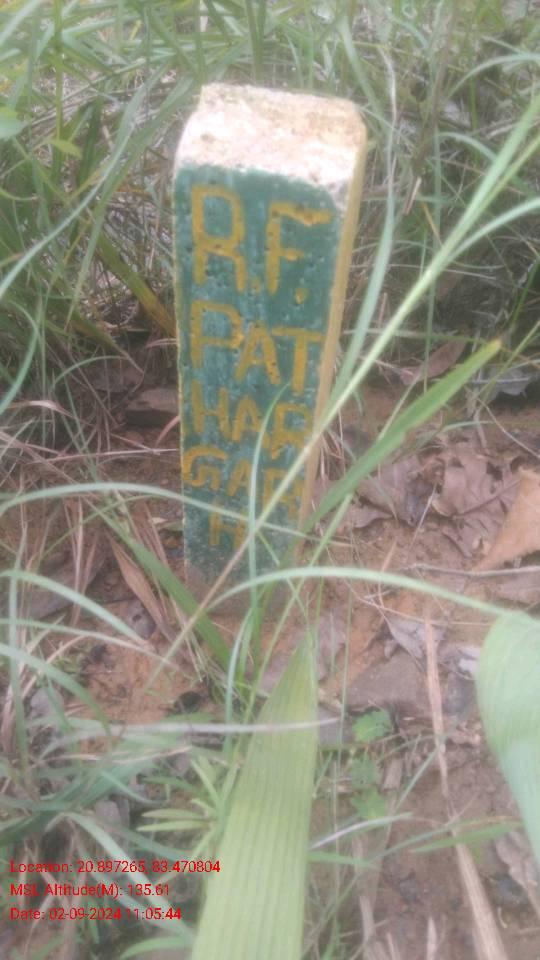 R.F.
PAT
HAR
GAR
H
Location: 20.897265, 83.470804
MSL Altitude(M): 135.61
Date: 02-09-2024 11:05:44